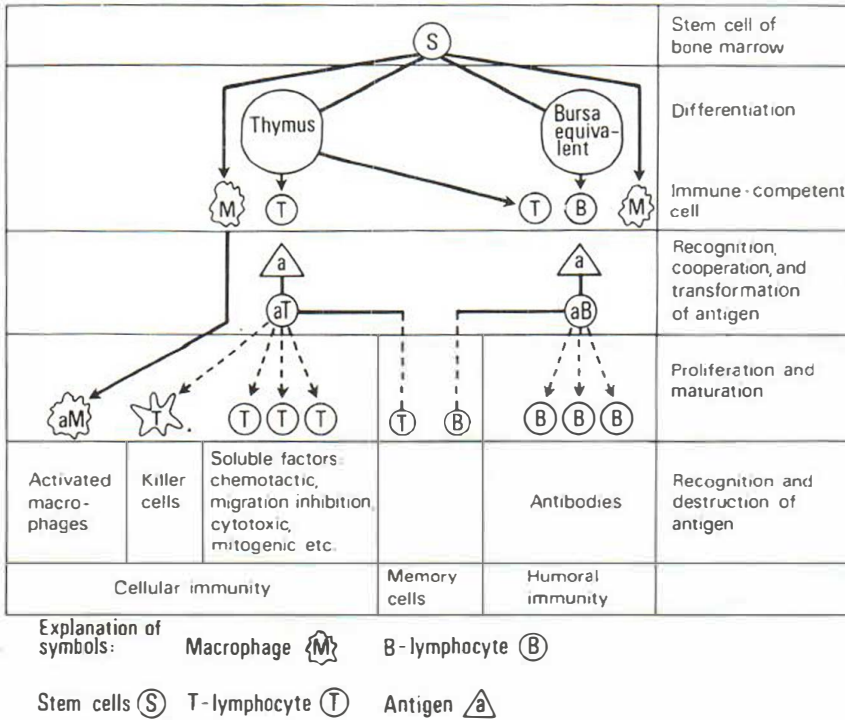 S
Stem cell of
bone marrow
Thymus
Bursa
equiva-
lent
Differentiation
M
T
T
B
M
Immune-competent
cell
a
a
Recognition,
cooperation, and
transformation
of antigen
aT
aB
Proliferation and
maturation
aM
T
T
T
T
T
B
B
B
B
Activated
macro-
phages
Killer
cells
Soluble factors
chemotactic,
migration inhibition,
cytotoxic,
mitogenic etc.
Antibodies
Recognition and
destruction of
antigen
Cellular immunity
Memory
cells
Humoral
immunity
Explanation of
symbols:
Macrophage M
B-lymphocyte B
Stem cells S
T-lymphocyte T
Antigen a